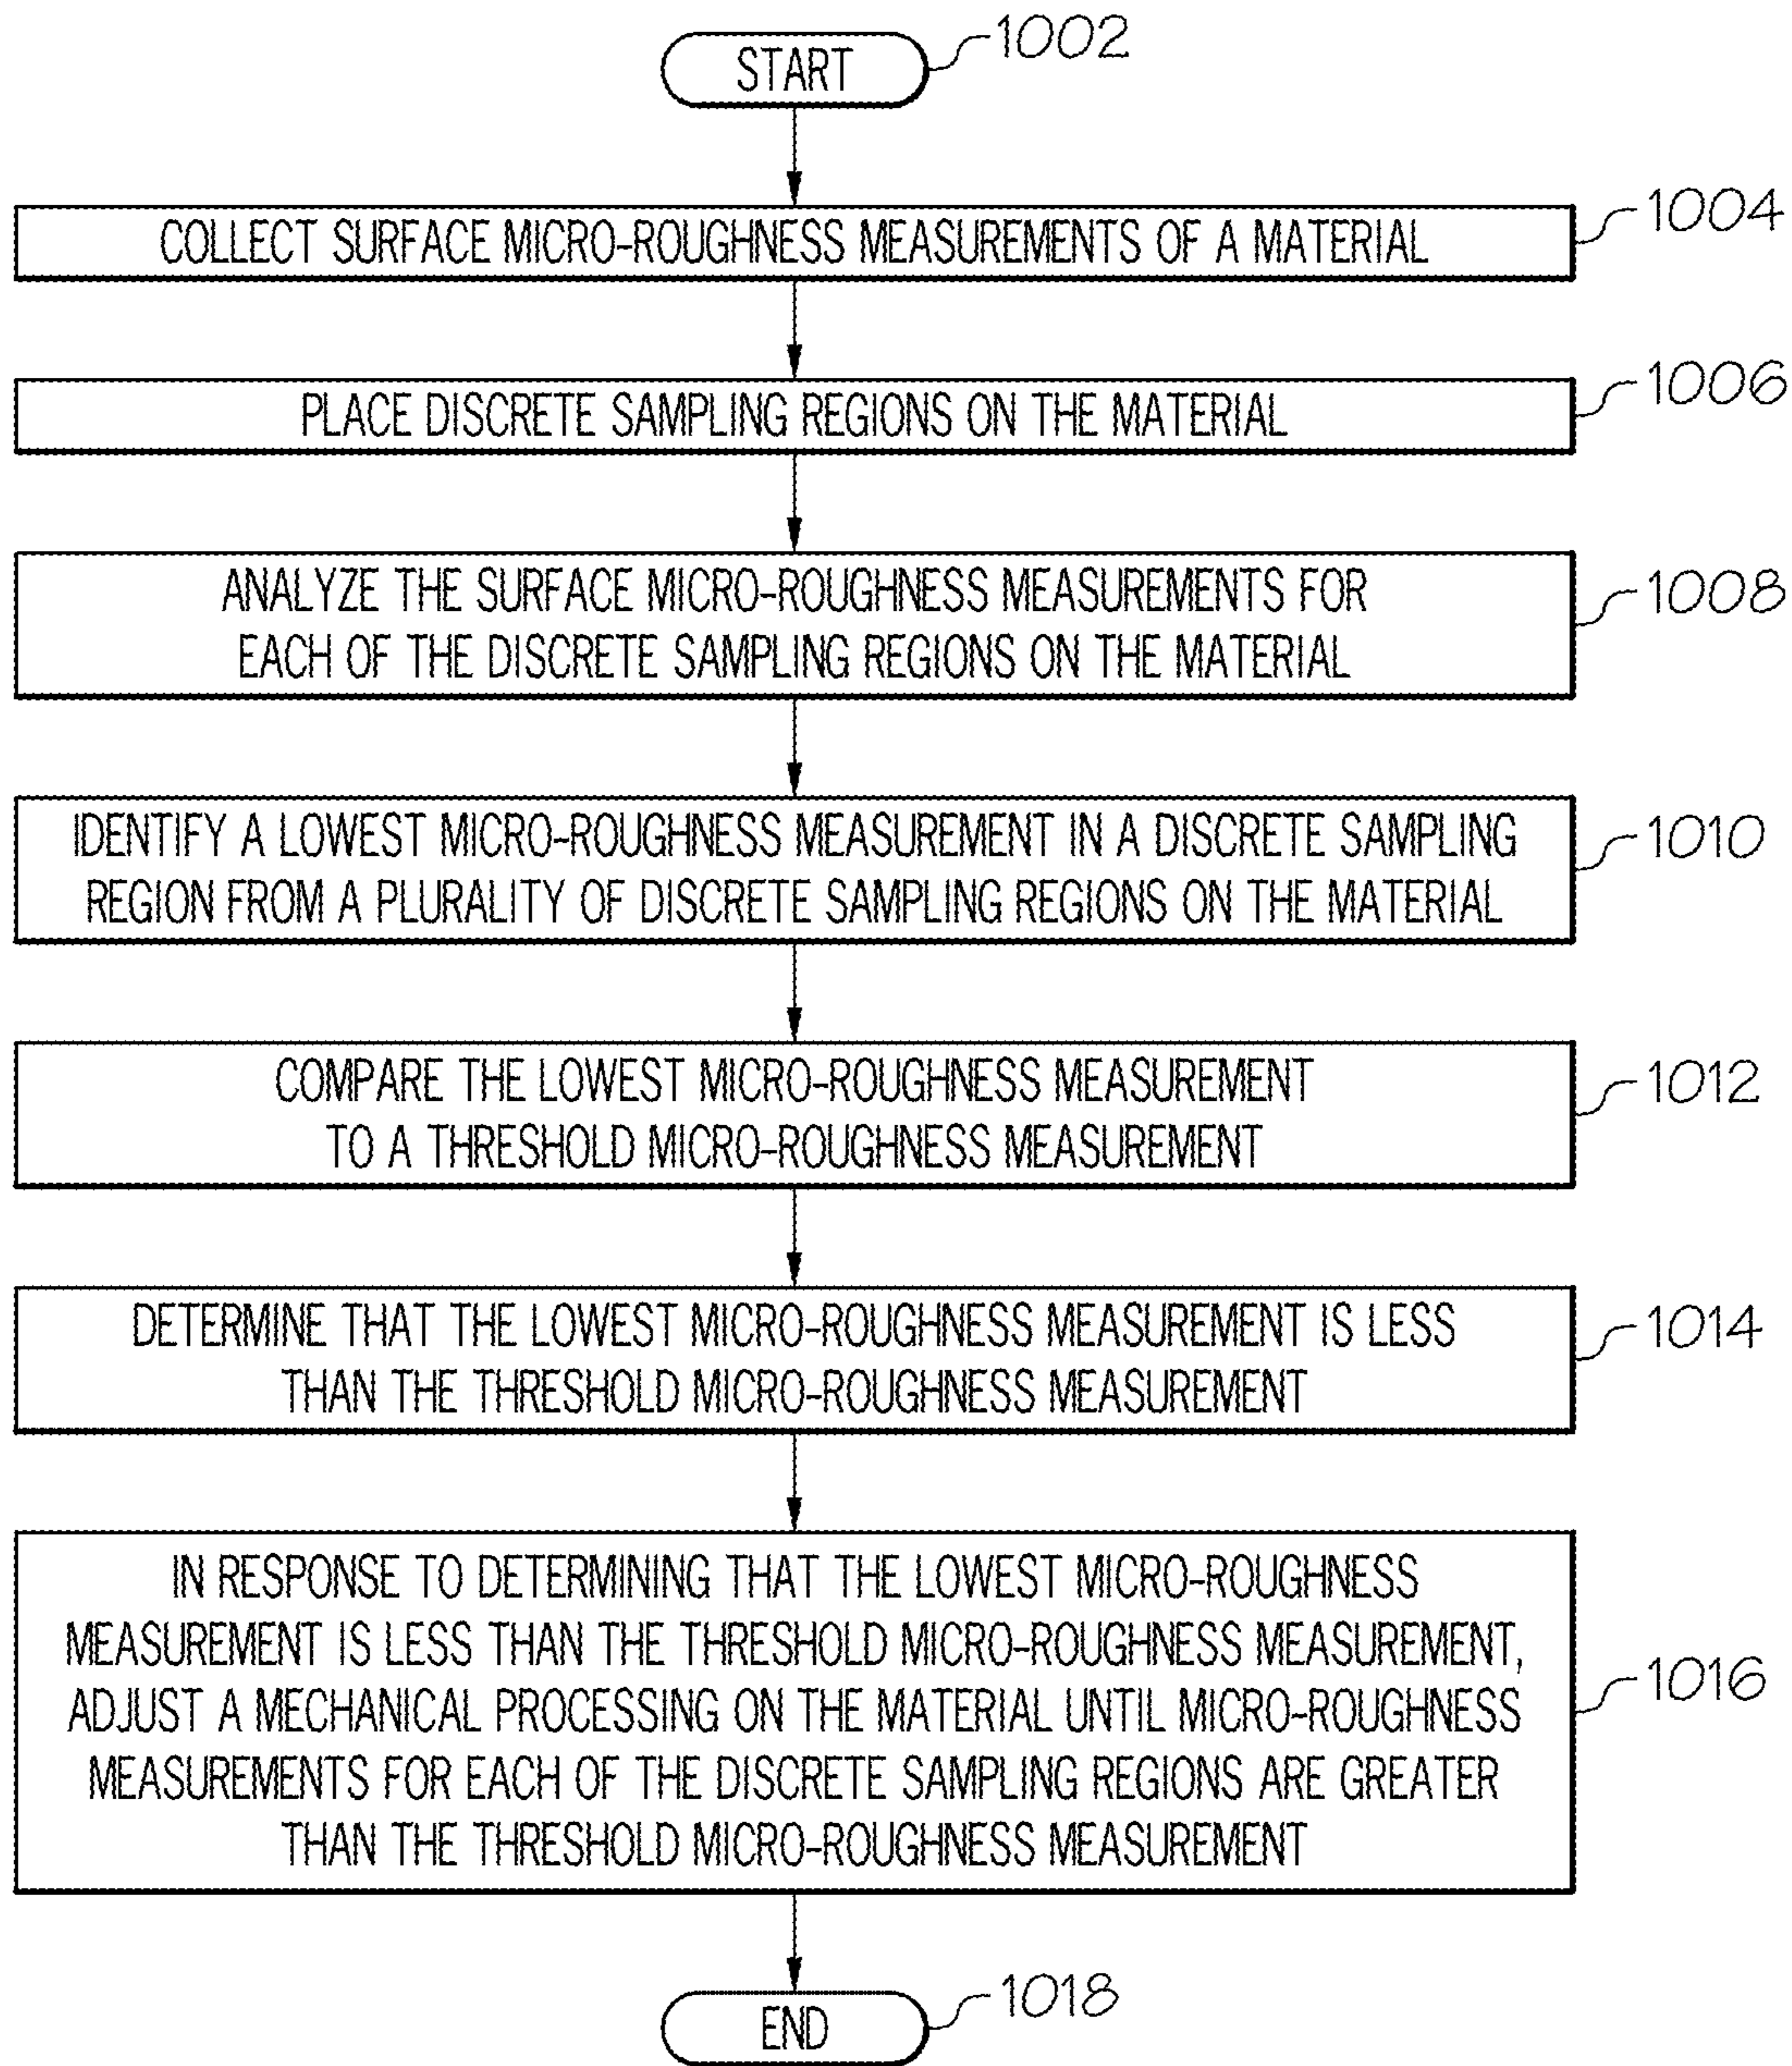 START
1002
COLLECT SURFACE MICRO-ROUGHNESS MEASUREMENTS OF A MATERIAL
1004
PLACE DISCRETE SAMPLING REGIONS ON THE MATERIAL
1006
ANALYZE THE SURFACE MICRO-ROUGHNESS MEASUREMENTS FOR
EACH OF THE DISCRETE SAMPLING REGIONS ON THE MATERIAL
1008
IDENTIFY A LOWEST MICRO-ROUGHNESS MEASUREMENT IN A DISCRETE SAMPLING
REGION FROM A PLURALITY OF DISCRETE SAMPLING REGIONS ON THE MATERIAL
1010
COMPARE THE LOWEST MICRO-ROUGHNESS MEASUREMENT
TO A THRESHOLD MICRO-ROUGHNESS MEASUREMENT
1012
DETERMINE THAT THE LOWEST MICRO-ROUGHNESS MEASUREMENT IS LESS
THAN THE THRESHOLD MICRO-ROUGHNESS MEASUREMENT
1014
IN RESPONSE TO DETERMINING THAT THE LOWEST MICRO-ROUGHNESS
MEASUREMENT IS LESS THAN THE THRESHOLD MICRO-ROUGHNESS MEASUREMENT,
ADJUST A MECHANICAL PROCESSING ON THE MATERIAL UNTIL MICRO-ROUGHNESS
MEASUREMENTS FOR EACH OF THE DISCRETE SAMPLING REGIONS ARE GREATER
THAN THE THRESHOLD MICRO-ROUGHNESS MEASUREMENT
1016
END
1018